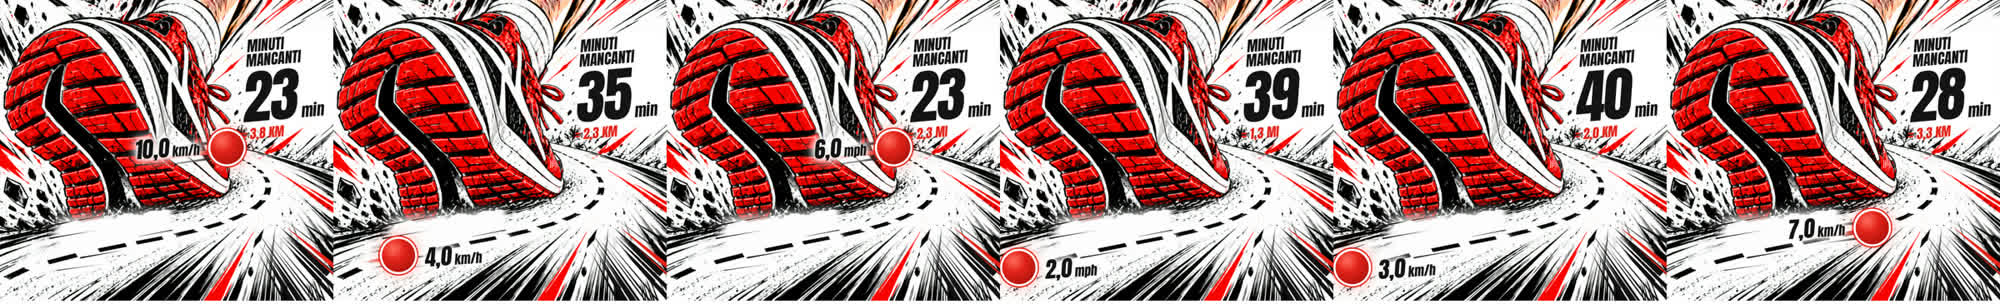 MINUTI
MANCANTI
23 min
-3,8 KM
10,0 km/h
MINUTI
MANCANTI
35 min
-2,3 KM
4,0 km/h
MINUTI
MANCANTI
23 min
-2,3 MI
6,0 mph
MINUTI
MANCANTI
39 min
-1,3 MI
2,0 mph
MINUTI
MANCANTI
40 min
-2,0 KM
3,0 km/h
MINUTI
MANCANTI
28 min
-3,3 KM
7,0 km/h